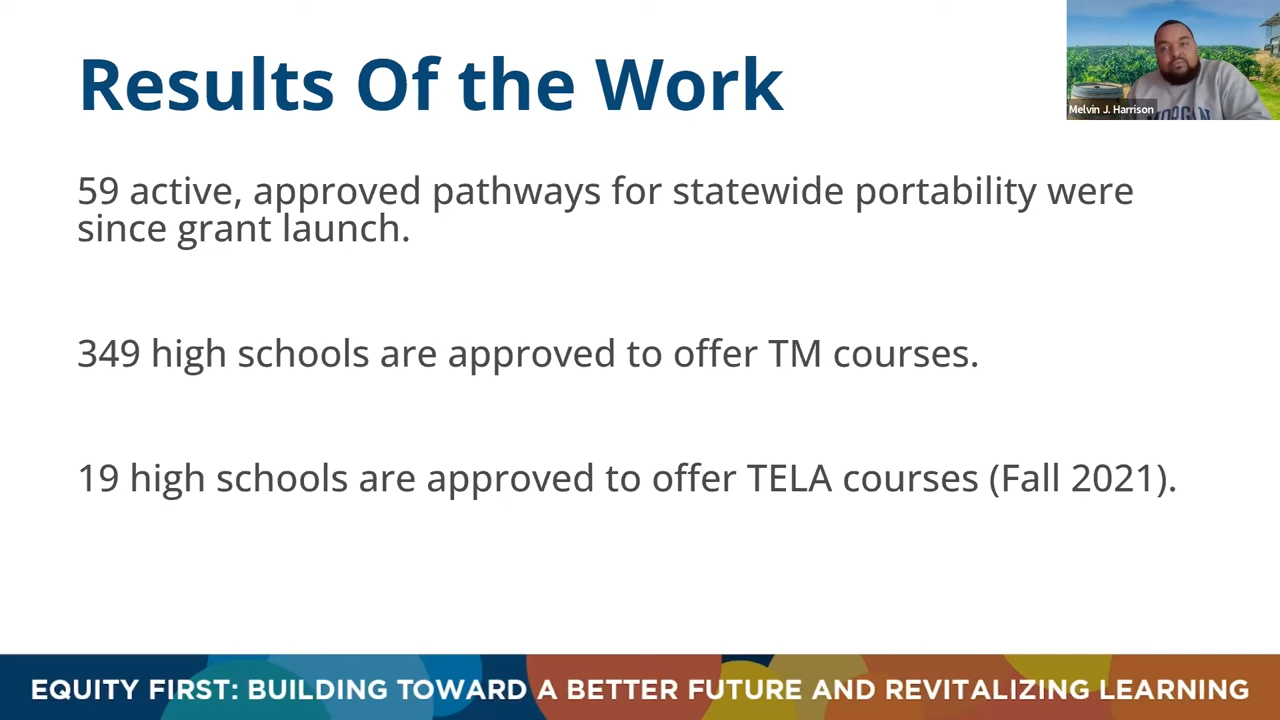 Results Of the Work
Melvin J. Harrison
59 active, approved pathways for statewide portability were
since grant launch.
349 high schools are approved to offer TM courses.
19 high schools are approved to offer TELA courses (Fall 2021).
EQUITY FIRST: BUILDING TOWARD A BETTER FUTURE AND REVITALIZING LEARNING